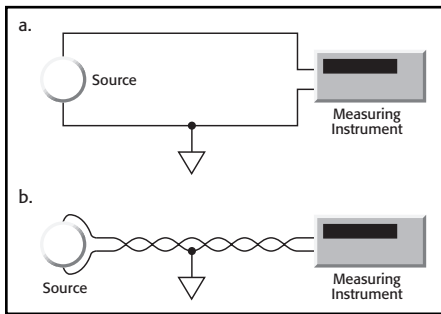 a.
Source
Measuring
Instrument
b.
Source
Measuring
Instrument